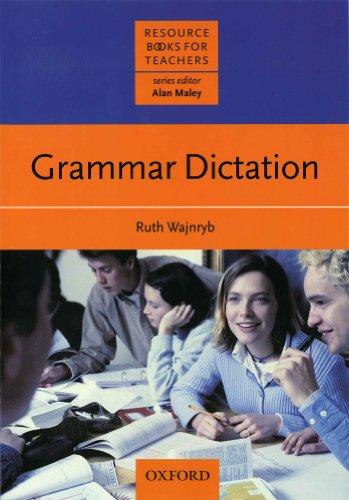 RESOURCE
BOOKS FOR
TEACHERS
series editor
Alan Maley
Grammar Dictation
Ruth Wajnryb
OXFORD